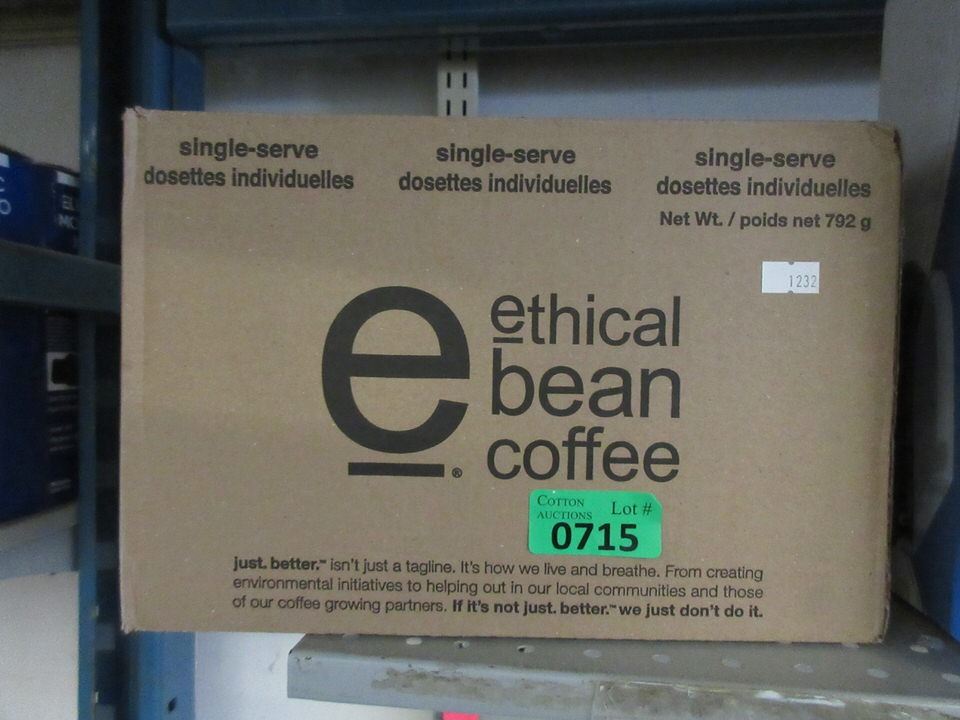 single-serve
dosettes individuelles
single-serve
dosettes individuelles
single-serve
dosettes individuelles
Net Wt. / poids net 792 g
1232
e
®
ethical
bean
coffee
COTTON
AUCTIONS
Lot #
0715
just. better.™ isn't just a tagline. It's how we live and breathe. From creating
environmental initiatives to helping out in our local communities and those
of our coffee growing partners. If it's not just. better.™ we just don't do it.